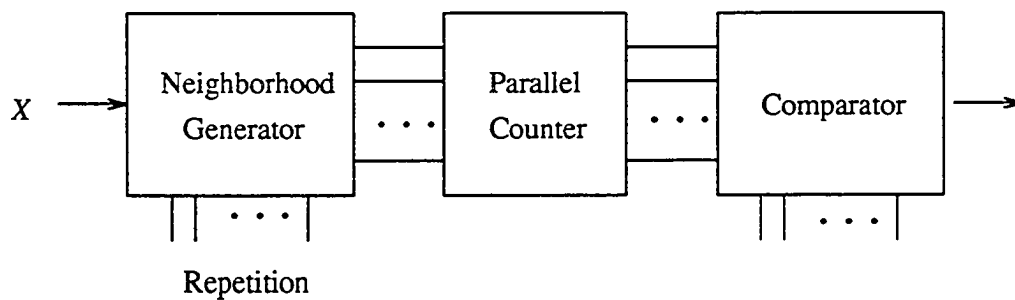 X
Neighborhood
Generator
Parallel
Counter
Comparator
Repetition